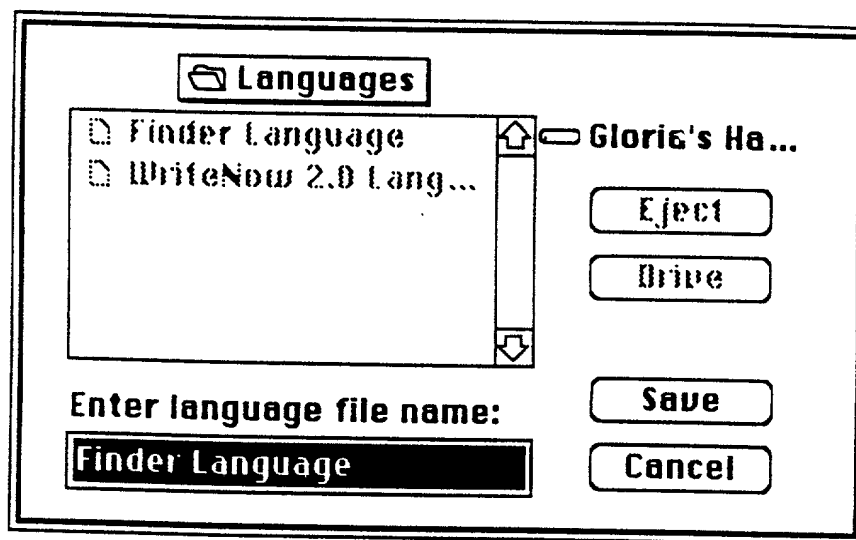 Languages
Finder Language
WriteNow 2.0 Lang...
Gloria's Ha...
Eject
Drive
Enter language file name:
Finder Language
Save
Cancel